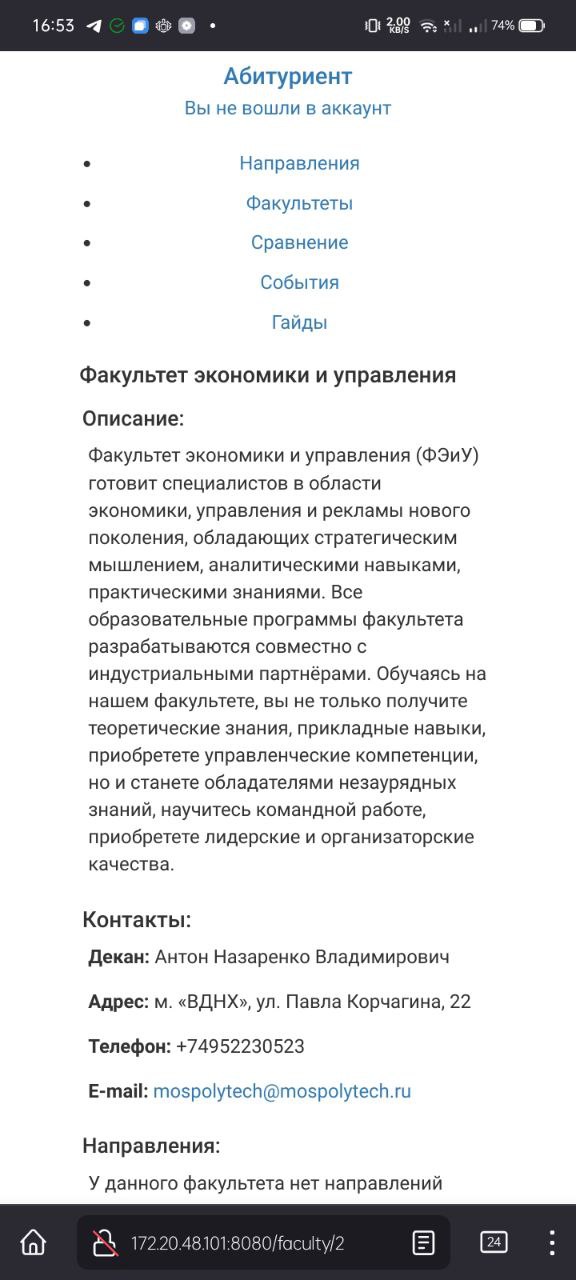 16:53
2,00
KB/S
74%
Абитуриент
Вы не вошли в аккаунт
Направления
Факультеты
Сравнение
События
Гайды
Факультет экономики и управления
Описание:
Факультет экономики и управления (ФЭиУ)
готовит специалистов в области
экономики, управления и рекламы нового
поколения, обладающих стратегическим
мышлением, аналитическими навыками,
практическими знаниями. Все
образовательные программы факультета
разрабатываются совместно с
индустриальными партнёрами. Обучаясь на
нашем факультете, вы не только получите
теоретические знания, прикладные навыки,
приобретете управленческие компетенции,
но и станете обладателями незаурядных
знаний, научитесь командной работе,
приобретете лидерские и организаторские
качества.
Контакты:
Декан: Антон Назаренко Владимирович
Адрес: м. «ВДНХ», ул. Павла Корчагина, 22
Телефон: +74952230523
E-mail: mospolytech@mospolytech.ru
Направления:
У данного факультета нет направлений
172.20.48.101:8080/faculty/2
24